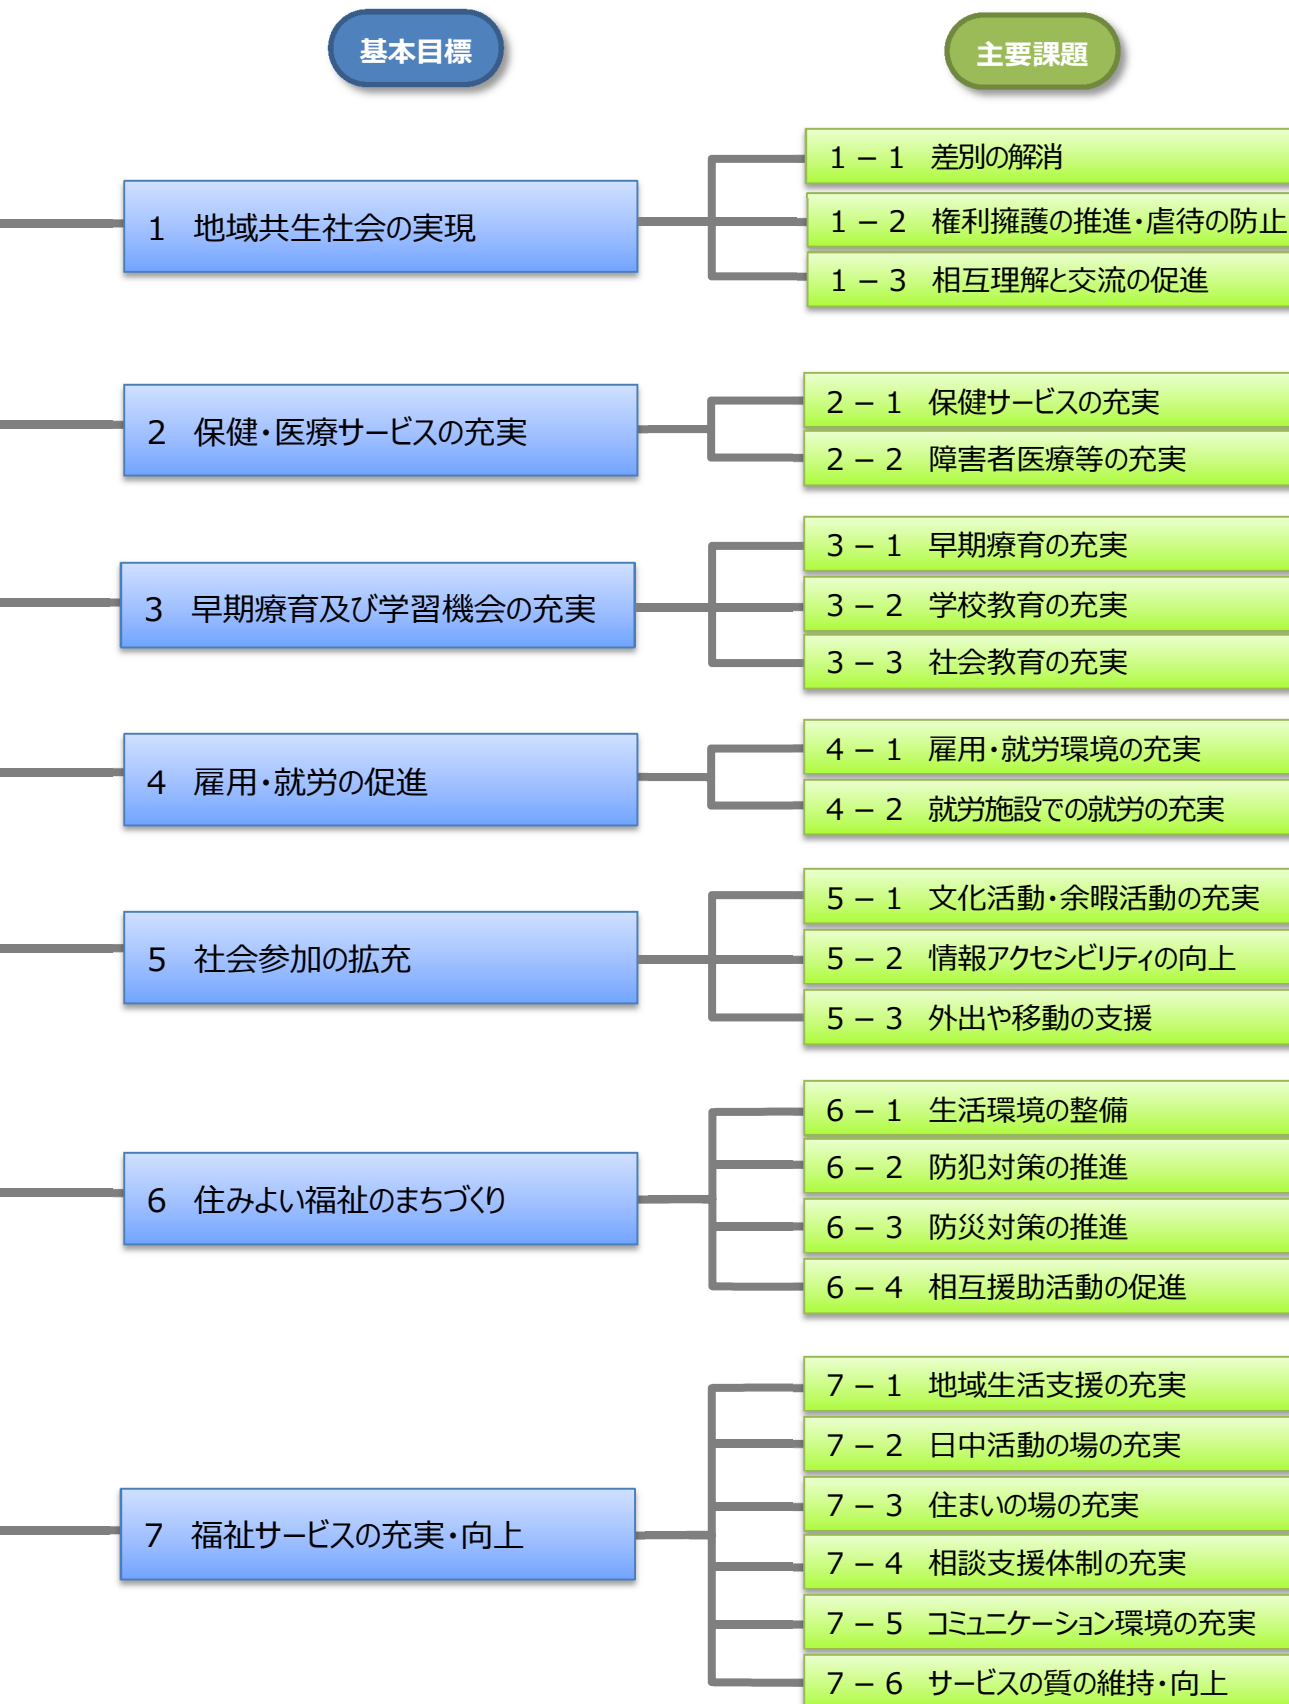 基本目標
主要課題
1 地域共生社会の実現
1－1 差別の解消
1－2 権利擁護の推進・虐待の防止
1－3 相互理解と交流の促進
2 保健・医療サービスの充実
2－1 保健サービスの充実
2－2 障害者医療等の充実
3 早期療育及び学習機会の充実
3－1 早期療育の充実
3－2 学校教育の充実
3－3 社会教育の充実
4 雇用・就労の促進
4－1 雇用・就労環境の充実
4－2 就労施設での就労の充実
5 社会参加の拡充
5－1 文化活動・余暇活動の充実
5－2 情報アクセシビリティの向上
5－3 外出や移動の支援
6 住みよい福祉のまちづくり
6－1 生活環境の整備
6－2 防犯対策の推進
6－3 防災対策の推進
6－4 相互援助活動の促進
7 福祉サービスの充実・向上
7－1 地域生活支援の充実
7－2 日中活動の場の充実
7－3 住まいの場の充実
7－4 相談支援体制の充実
7－5 コミュニケーション環境の充実
7－6 サービスの質の維持・向上